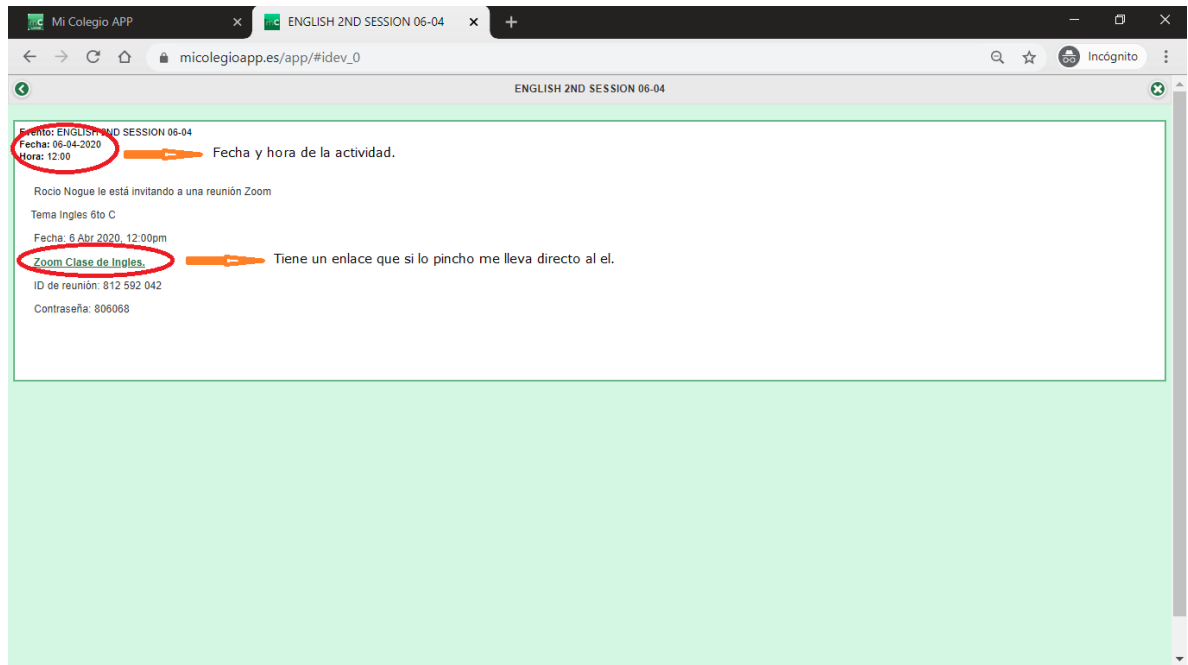 Mi Colegio APP
ENGLISH 2ND SESSION 06-04
micolegioapp.es/app/#idev_0
Incógnito
ENGLISH 2ND SESSION 06-04
Evento: ENGLISH 2ND SESSION 06-04
Fecha: 06-04-2020
Hora: 12:00
Fecha y hora de la actividad.
Rocio Nogue le está invitando a una reunión Zoom
Tema Ingles 6to C
Fecha: 6 Abr 2020, 12:00pm
Zoom Clase de Ingles.
Tiene un enlace que si lo pincho me lleva directo al el.
ID de reunión: 812 592 042
Contraseña: 806068